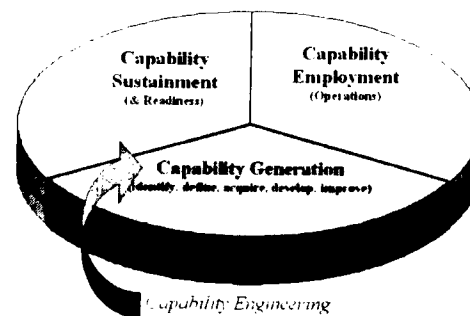 Capability
Sustainment
(& Readiness)
Capability
Employment
(Operations)
Capability Generation
(identify, define, acquire, develop, improve)
Capability Engineering